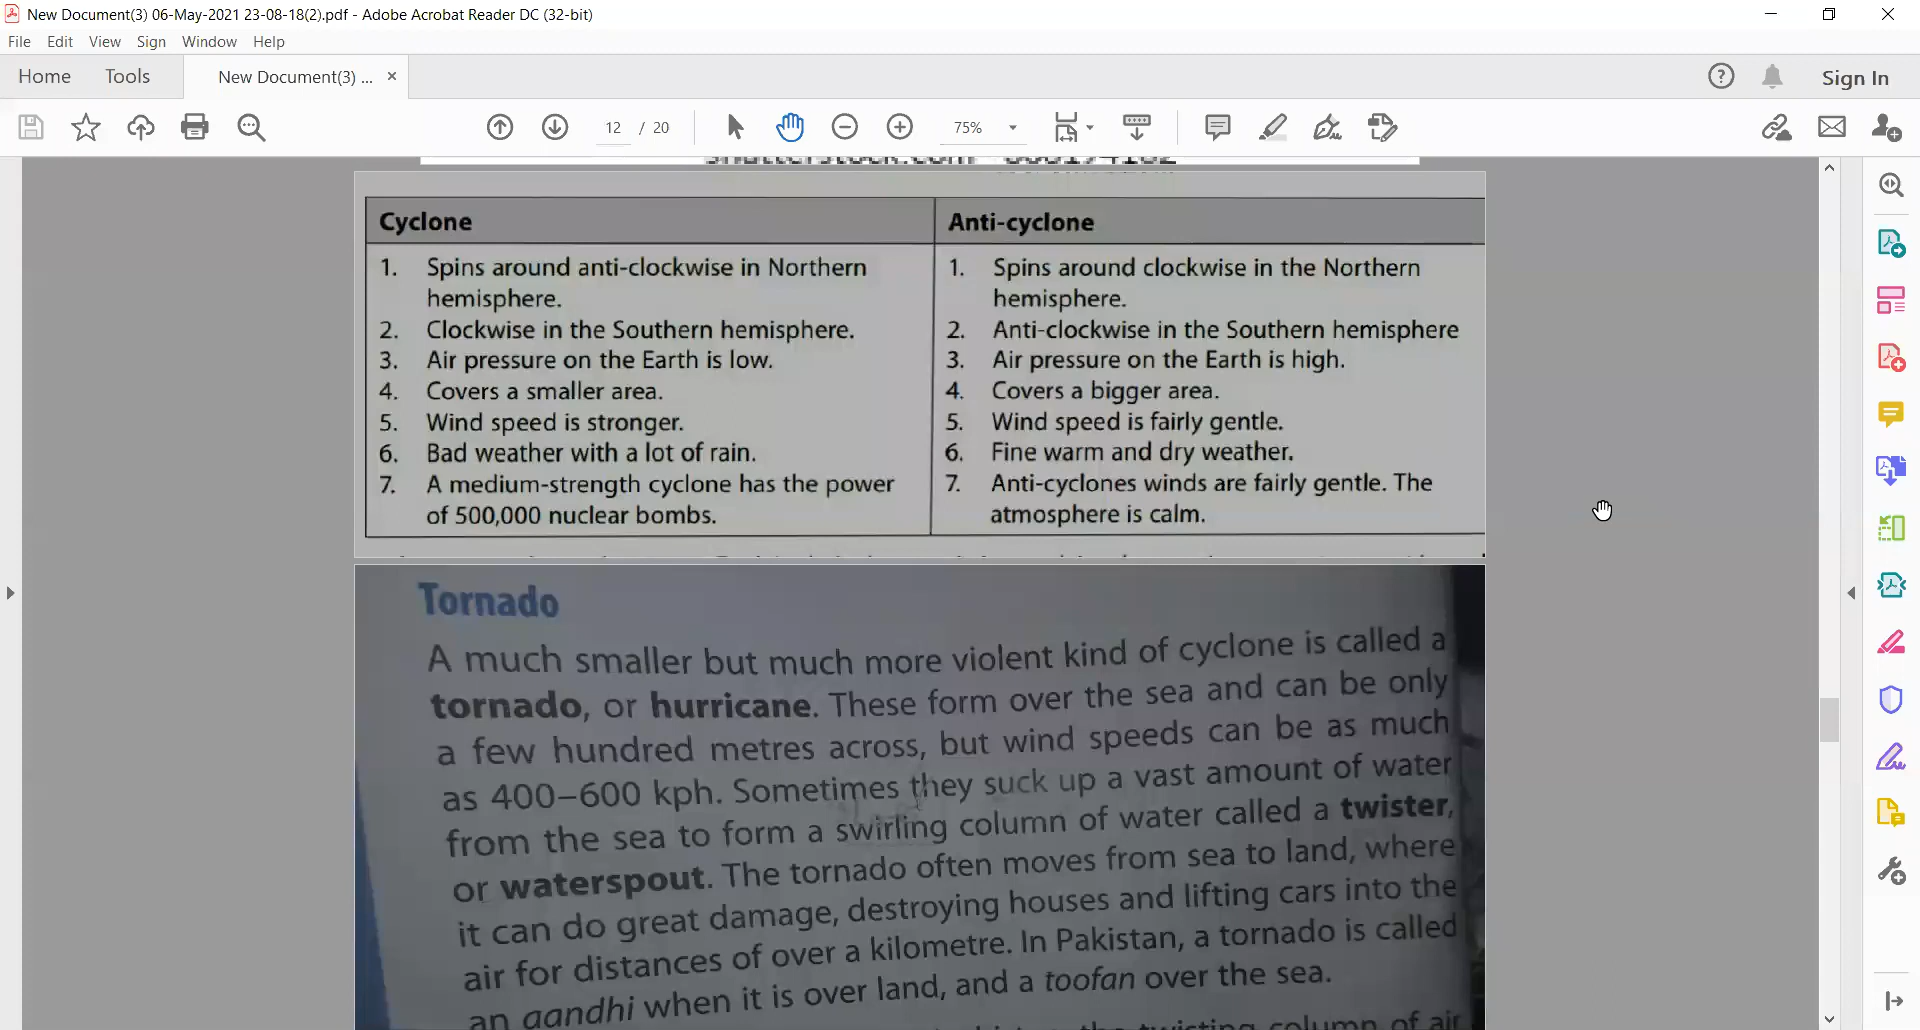 New Document(3) 06-May-2021 23-08-18(2).pdf - Adobe Acrobat Reader DC (32-bit)
File Edit View Sign Window Help
Home Tools New Document(3) ... Sign In
12 / 20 75%
Cyclone
1. Spins around anti-clockwise in Northern
hemisphere.
2. Clockwise in the Southern hemisphere.
3. Air pressure on the Earth is low.
4. Covers a smaller area.
5. Wind speed is stronger.
6. Bad weather with a lot of rain.
7. A medium-strength cyclone has the power
of 500,000 nuclear bombs.
Anti-cyclone
1. Spins around clockwise in the Northern
hemisphere.
2. Anti-clockwise in the Southern hemisphere
3. Air pressure on the Earth is high.
4. Covers a bigger area.
5. Wind speed is fairly gentle.
6. Fine warm and dry weather.
7. Anti-cyclones winds are fairly gentle. The
atmosphere is calm.
Tornado
A much smaller but much more violent kind of cyclone is called a
tornado, or hurricane. These form over the sea and can be only
a few hundred metres across, but wind speeds can be as much
as 400–600 kph. Sometimes they suck up a vast amount of water
from the sea to form a swirling column of water called a twister,
or waterspout. The tornado often moves from sea to land, where
it can do great damage, destroying houses and lifting cars into the
air for distances of over a kilometre. In Pakistan, a tornado is called
an aandhi when it is over land, and a toofan over the sea.
the twisting column of air